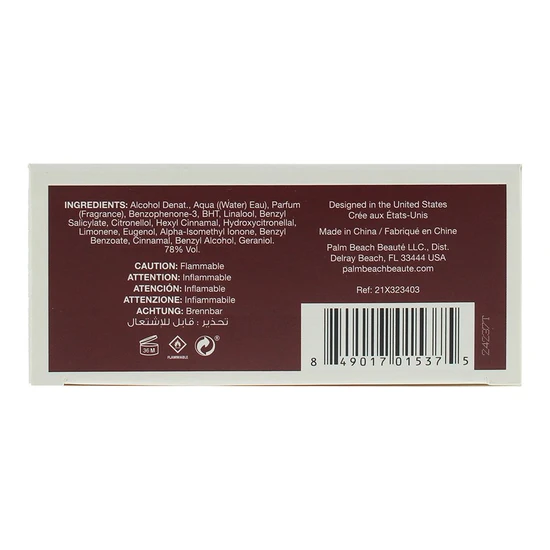 INGREDIENTS: Alcohol Denat., Aqua ((Water) Eau), Parfum
(Fragrance), Benzophenone-3, BHT, Linalool, Benzyl
Salicylate, Citronellol, Hexyl Cinnamal, Hydroxycitronellal,
Limonene, Eugenol, Alpha-Isomethyl Ionone, Benzyl
Benzoate, Cinnamal, Benzyl Alcohol, Geraniol.
78% Vol.
CAUTION: Flammable
ATTENTION: Inflammable
ATENCIÓN: Inflamable
ATTENZIONE: Infiammabile
ACHTUNG: Brennbar
تحذير: قابل للإشتعال
36 M
FLAMMABLE
Designed in the United States
Crée aux États-Unis
Made in China / Fabriqué en Chine
Palm Beach Beauté LLC., Dist.
Delray Beach, FL 33444 USA
palmbeachbeaute.com
Ref: 21X323403
8 49017 01537 5
24237T